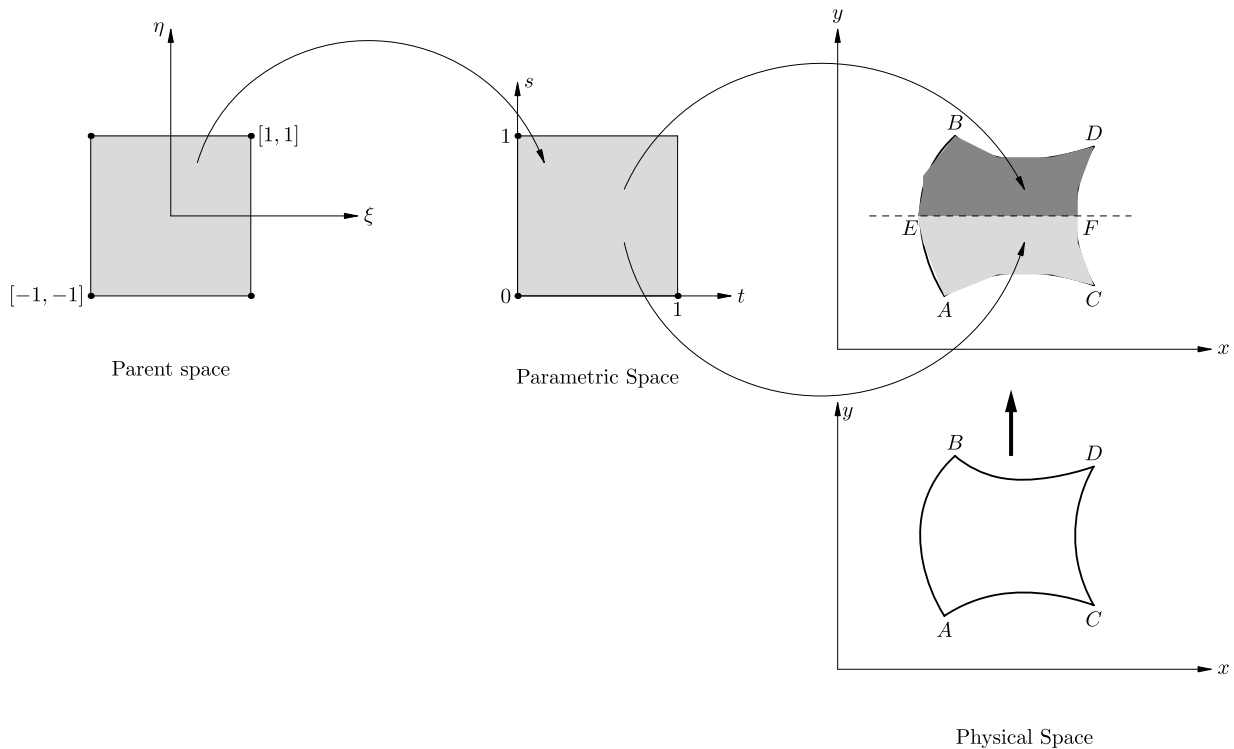 η
[1, 1]
ξ
[−1, −1]
Parent space
s
1
0
t
1
Parametric Space
y
B
D
E
F
A
C
x
y
B
D
A
C
x
Physical Space